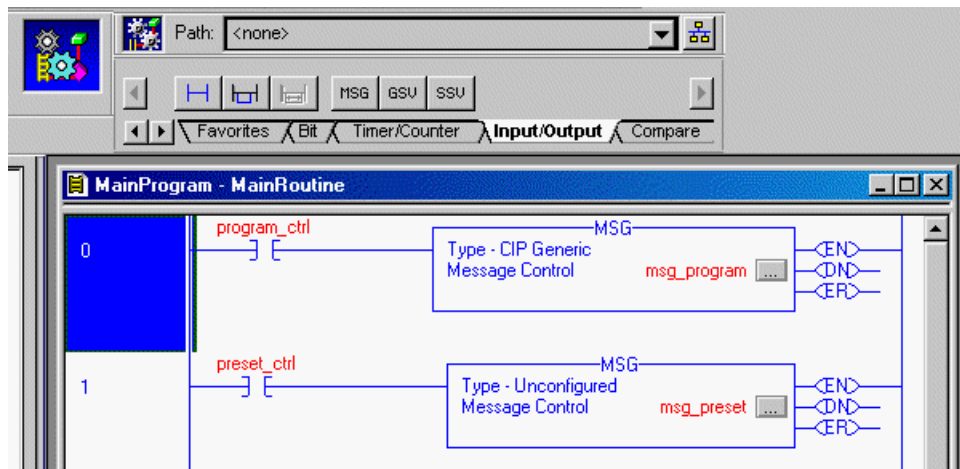 Path: <none>
MSG GSV SSV
Favorites Bit Timer/Counter Input/Output Compare
MainProgram - MainRoutine
0
program_ctrl
MSG
Type - CIP Generic
Message Control msg_program ...
EN
DN
ER
1
preset_ctrl
MSG
Type - Unconfigured
Message Control msg_preset ...
EN
DN
ER